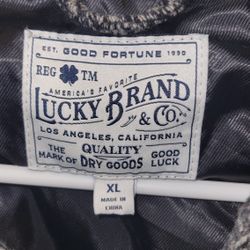 EST. GOOD FORTUNE 1990
REG TM
AMERICA'S FAVORITE
LUCKY BRAND
& Co.
LOS ANGELES, CALIFORNIA
THE QUALITY GOOD
MARK OF DRY GOODS LUCK
XL
MADE IN
CHINA